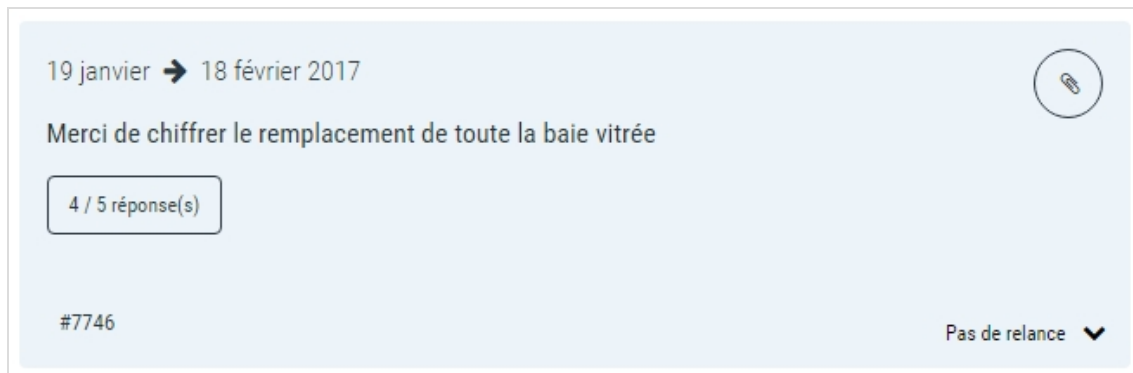 19 janvier → 18 février 2017
Merci de chiffrer le remplacement de toute la baie vitrée
4 / 5 réponse(s)
#7746
Pas de relance